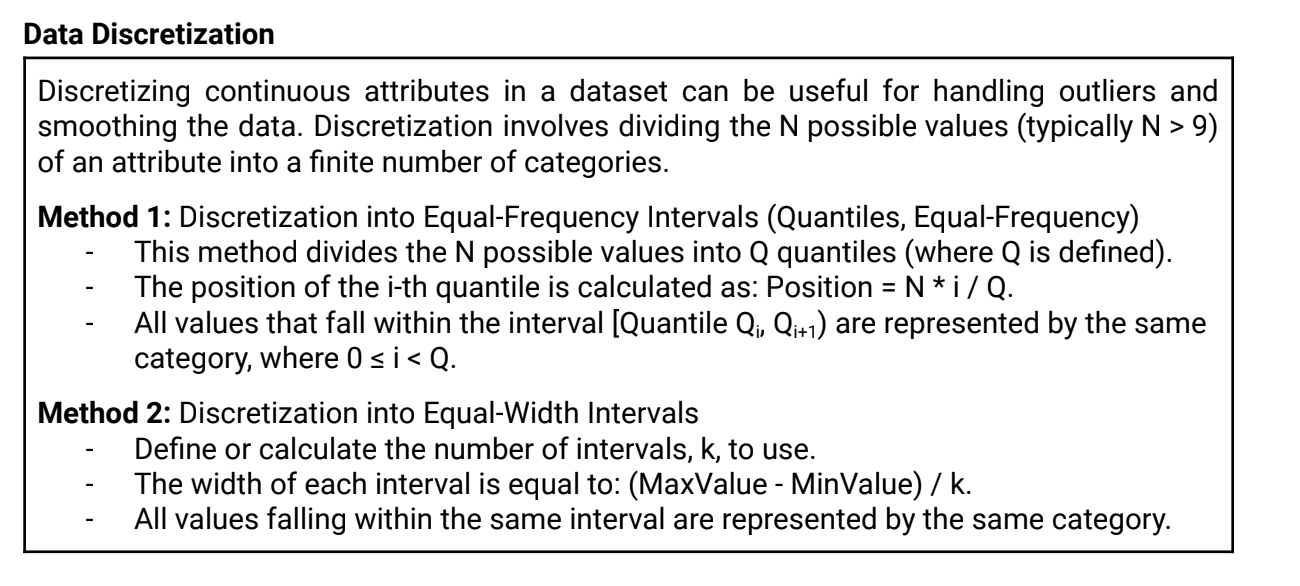 Data Discretization
Discretizing continuous attributes in a dataset can be useful for handling outliers and
smoothing the data. Discretization involves dividing the N possible values (typically N > 9)
of an attribute into a finite number of categories.
Method 1: Discretization into Equal-Frequency Intervals (Quantiles, Equal-Frequency)
- This method divides the N possible values into Q quantiles (where Q is defined).
- The position of the i-th quantile is calculated as: Position = N * i / Q.
- All values that fall within the interval [Quantile Qᵢ, Qᵢ₊₁) are represented by the same
category, where 0 ≤ i < Q.
Method 2: Discretization into Equal-Width Intervals
- Define or calculate the number of intervals, k, to use.
- The width of each interval is equal to: (MaxValue - MinValue) / k.
- All values falling within the same interval are represented by the same category.